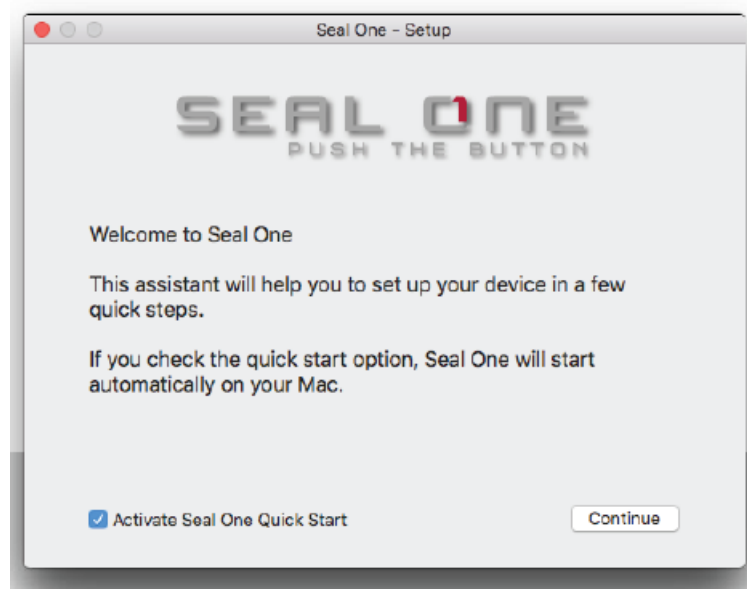 Seal One – Setup
SEAL ONE
PUSH THE BUTTON
Welcome to Seal One
This assistant will help you to set up your device in a few
quick steps.
If you check the quick start option, Seal One will start
automatically on your Mac.
Activate Seal One Quick Start
Continue